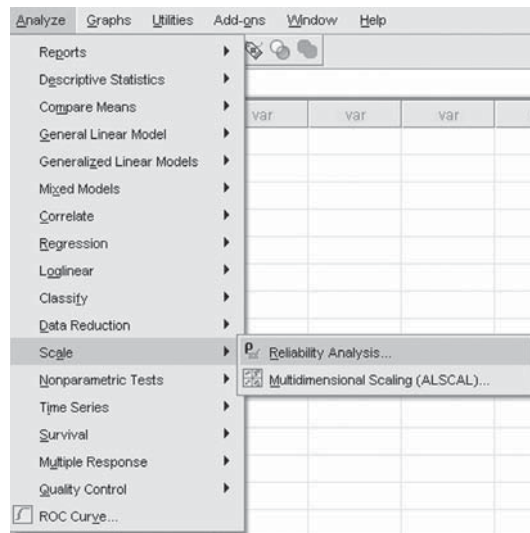 Analyze Graphs Utilities Add-ons Window Help
Reports
Descriptive Statistics
Compare Means
var var var
General Linear Model
Generalized Linear Models
Mixed Models
Correlate
Regression
Loglinear
Classify
Data Reduction
Scale
Reliability Analysis...
Nonparametric Tests
Multidimensional Scaling (ALSCAL)...
Time Series
Survival
Multiple Response
Quality Control
ROC Curve...